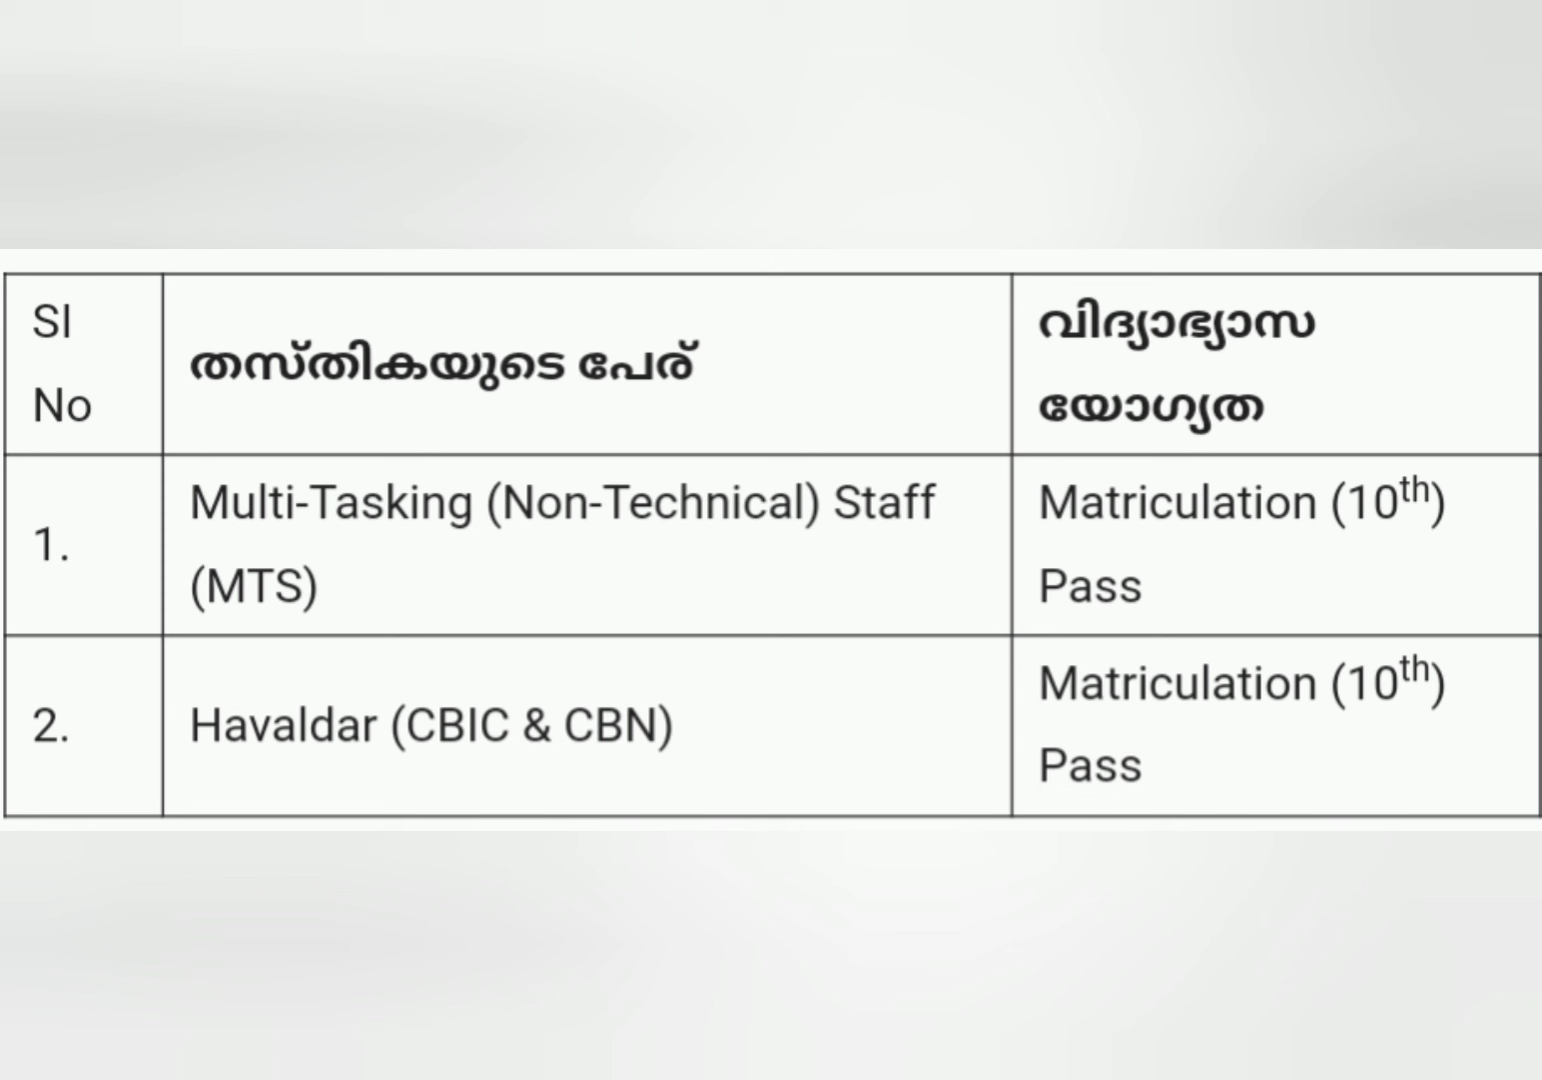 Sl
No
തസ്തികയുടെ പേര്
വിദ്യാഭ്യാസ
യോഗ്യത
1.
Multi-Tasking (Non-Technical) Staff
(MTS)
Matriculation (10th)
Pass
2.
Havaldar (CBIC & CBN)
Matriculation (10th)
Pass